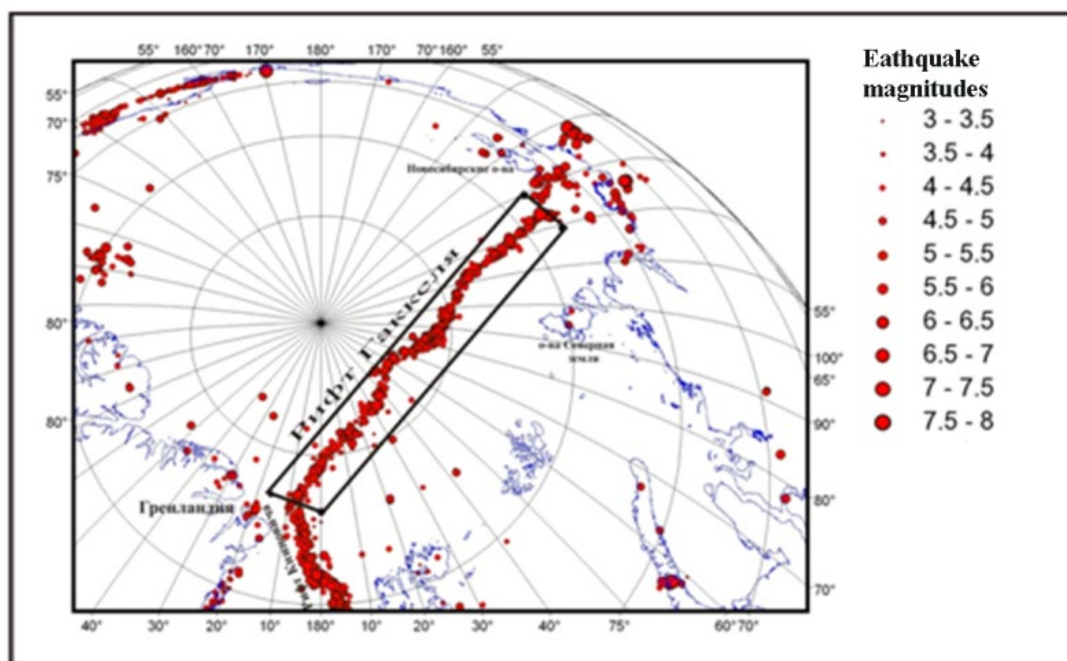 55° 160°70° 170° 180° 170° 70°160° 55°
Eathquake
magnitudes
3 - 3.5
3.5 - 4
4 - 4.5
4.5 - 5
5 - 5.5
5.5 - 6
6 - 6.5
6.5 - 7
7 - 7.5
7.5 - 8
55°
70°
75°
80°
80°
Новосибирские о-ва
Рифт Гаккеля
о-ва Северная
земля
Гренландия
Рифт Книповича
55°
100°
65°
90°
80°
70°
40° 30° 20° 10° 180° 10° 20° 30° 40° 75° 60°70°